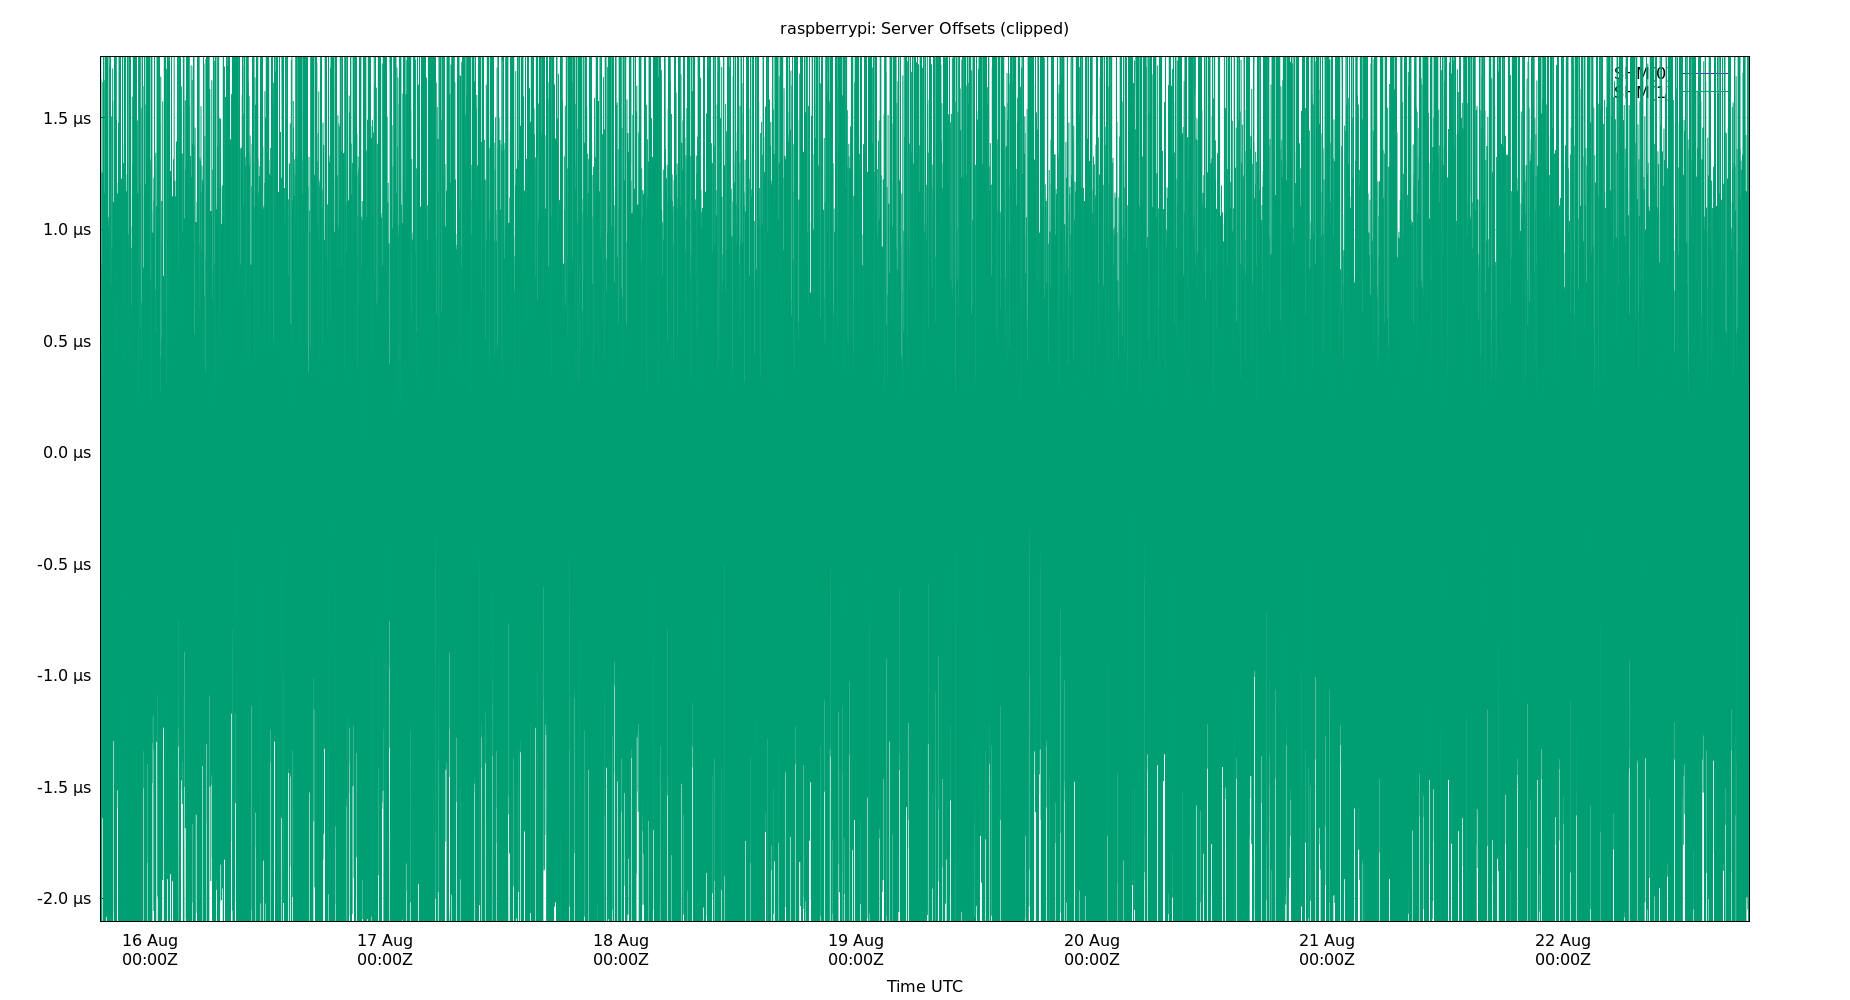 raspberrypi: Server Offsets (clipped)
1.5 µs
1.0 µs
0.5 µs
0.0 µs
-0.5 µs
-1.0 µs
-1.5 µs
-2.0 µs
16 Aug 17 Aug 18 Aug 19 Aug 20 Aug 21 Aug 22 Aug
00:00Z 00:00Z 00:00Z 00:00Z 00:00Z 00:00Z 00:00Z
Time UTC